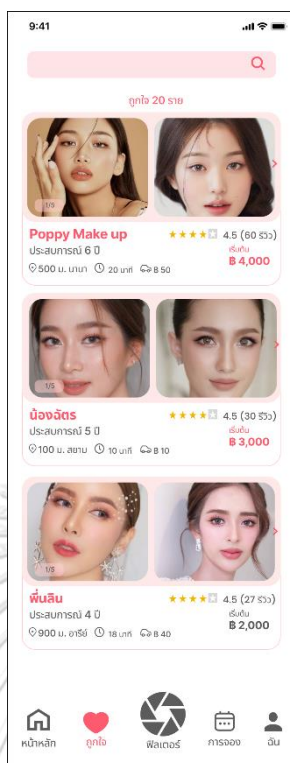 9:41
ถูกใจ 20 ราย
1/5
Poppy Make up 4.5 (60 รีวิว)
ประสบการณ์ 6 ปี เริ่มต้น
500 ม. นานา 20 นาที ฿ 50 ฿ 4,000
1/5
น้องฉัตร 4.5 (30 รีวิว)
ประสบการณ์ 5 ปี เริ่มต้น
100 ม. สยาม 10 นาที ฿ 10 ฿ 3,000
1/5
พี่นลิน 4.5 (27 รีวิว)
ประสบการณ์ 4 ปี เริ่มต้น
900 ม. อารีย์ 18 นาที ฿ 40 ฿ 2,000
หน้าหลัก ถูกใจ ฟิลเตอร์ การจอง ฉัน